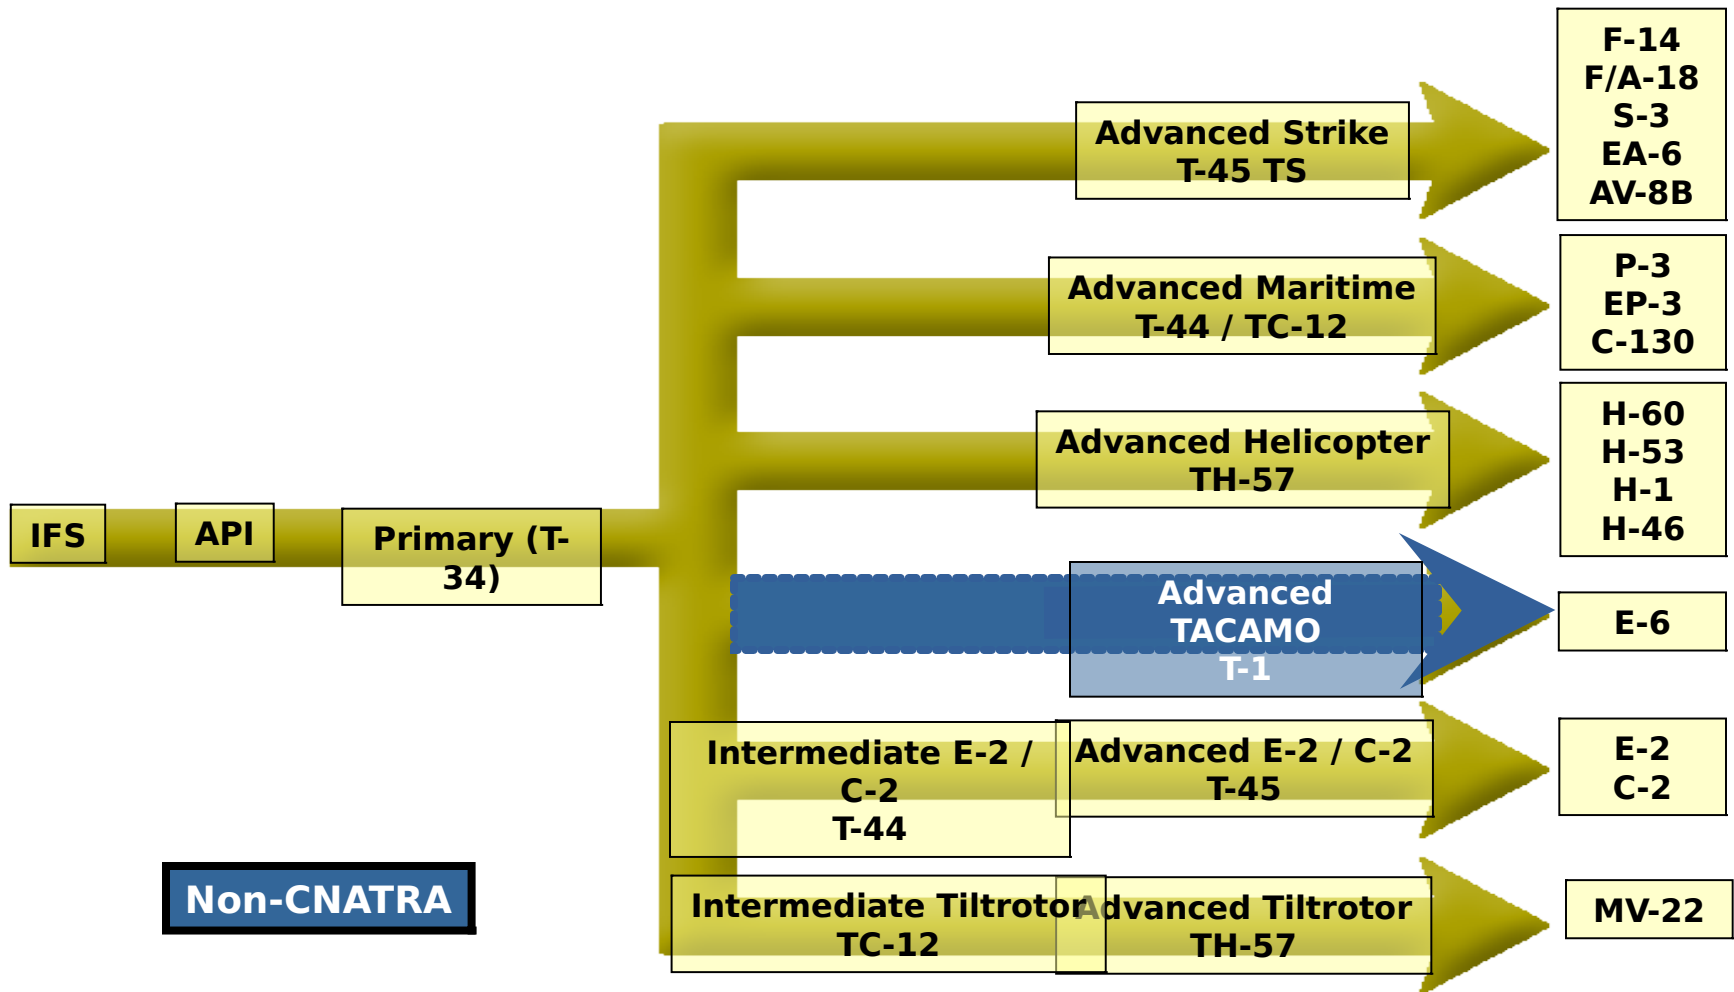 IFS
API
Primary (T-
34)
Advanced Strike
T-45 TS
F-14
F/A-18
S-3
EA-6
AV-8B
Advanced Maritime
T-44 / TC-12
P-3
EP-3
C-130
Advanced Helicopter
TH-57
H-60
H-53
H-1
H-46
Advanced
TACAMO
T-1
E-6
Intermediate E-2 /
C-2
T-44
Advanced E-2 / C-2
T-45
E-2
C-2
Intermediate Tiltrotor
TC-12
Advanced Tiltrotor
TH-57
MV-22
Non-CNATRA